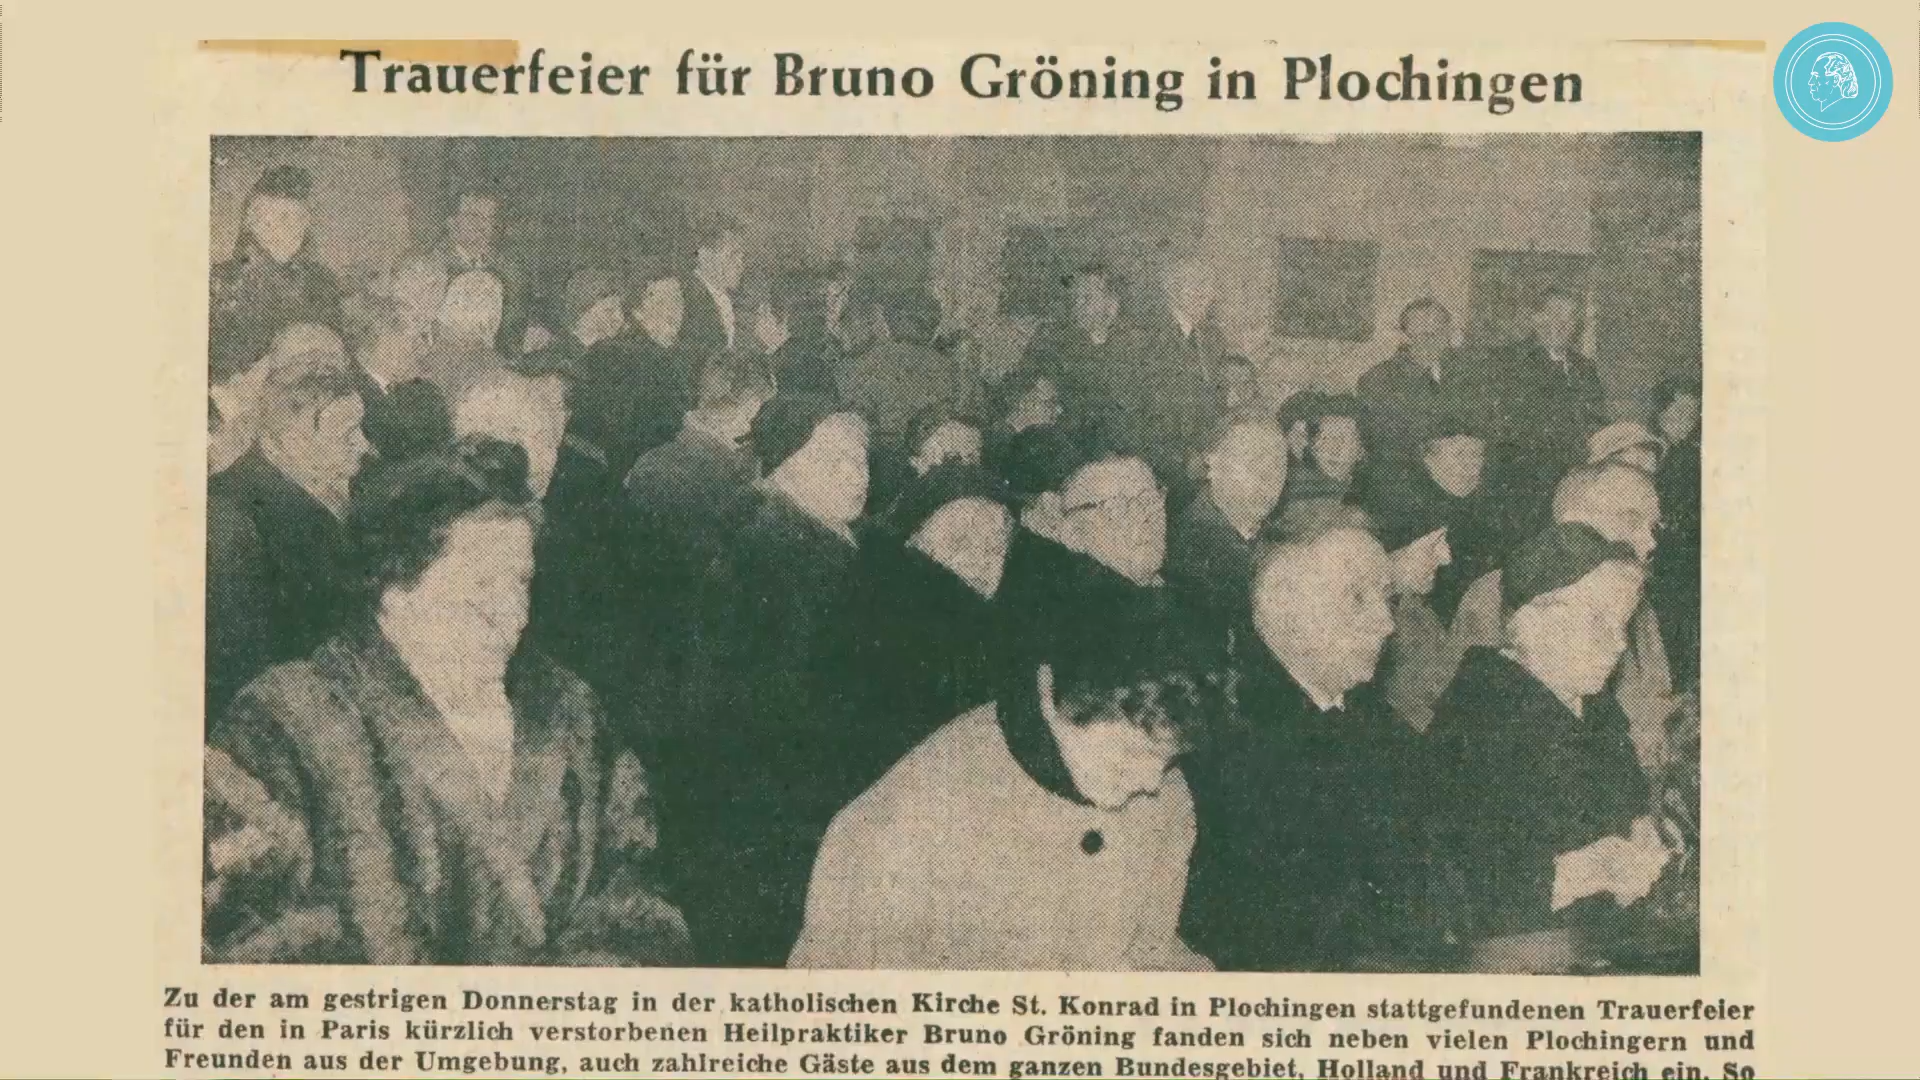 Trauerfeier für Bruno Gröning in Plochingen
Zu der am gestrigen Donnerstag in der katholischen Kirche St. Konrad in Plochingen stattgefundenen Trauerfeier
für den in Paris kürzlich verstorbenen Heilpraktiker Bruno Gröning fanden sich neben vielen Plochingern und
Freunden aus der Umgebung, auch zahlreiche Gäste aus dem ganzen Bundesgebiet, Holland und Frankreich ein. So